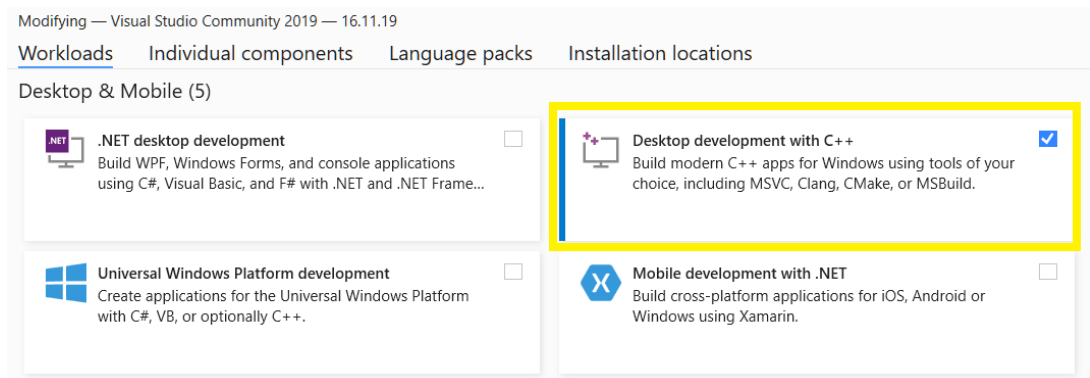 Modifying — Visual Studio Community 2019 — 16.11.19
Workloads Individual components Language packs Installation locations
Desktop & Mobile (5)
.NET
.NET desktop development
Build WPF, Windows Forms, and console applications
using C#, Visual Basic, and F# with .NET and .NET Frame...
Desktop development with C++
Build modern C++ apps for Windows using tools of your
choice, including MSVC, Clang, CMake, or MSBuild.
Universal Windows Platform development
Create applications for the Universal Windows Platform
with C#, VB, or optionally C++.
Mobile development with .NET
Build cross-platform applications for iOS, Android or
Windows using Xamarin.